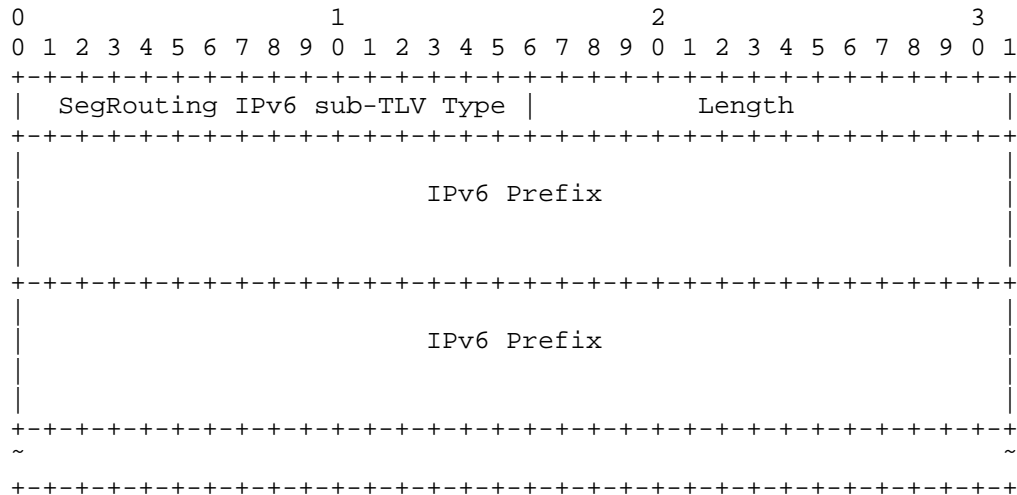 0                   1                   2                   3
0 1 2 3 4 5 6 7 8 9 0 1 2 3 4 5 6 7 8 9 0 1 2 3 4 5 6 7 8 9 0 1
+-+-+-+-+-+-+-+-+-+-+-+-+-+-+-+-+-+-+-+-+-+-+-+-+-+-+-+-+-+-+-+
|  SegRouting IPv6 sub-TLV Type |          Length             |
+-+-+-+-+-+-+-+-+-+-+-+-+-+-+-+-+-+-+-+-+-+-+-+-+-+-+-+-+-+-+-+
|                                                             |
|                         IPv6 Prefix                         |
|                                                             |
|                                                             |
+-+-+-+-+-+-+-+-+-+-+-+-+-+-+-+-+-+-+-+-+-+-+-+-+-+-+-+-+-+-+-+
|                                                             |
|                         IPv6 Prefix                         |
|                                                             |
|                                                             |
+-+-+-+-+-+-+-+-+-+-+-+-+-+-+-+-+-+-+-+-+-+-+-+-+-+-+-+-+-+-+-+
~                                                             ~
+-+-+-+-+-+-+-+-+-+-+-+-+-+-+-+-+-+-+-+-+-+-+-+-+-+-+-+-+-+-+-+